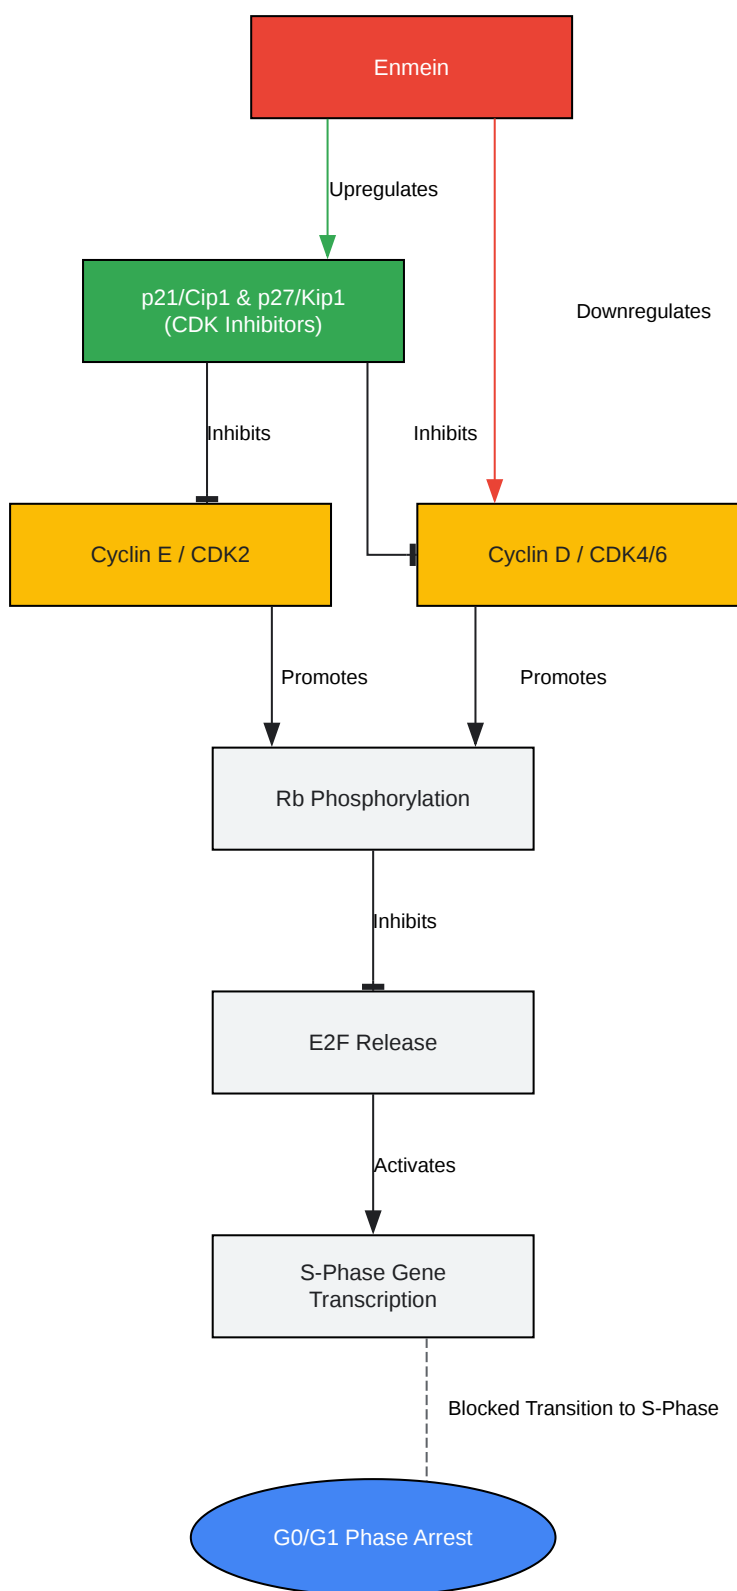 Enmein
Upregulates
p21/Cip1 & p27/Kip1
(CDK Inhibitors)
Downregulates
Inhibits
Inhibits
Cyclin E / CDK2
Cyclin D / CDK4/6
Promotes
Promotes
Rb Phosphorylation
Inhibits
E2F Release
Activates
S-Phase Gene
Transcription
Blocked Transition to S-Phase
G0/G1 Phase Arrest